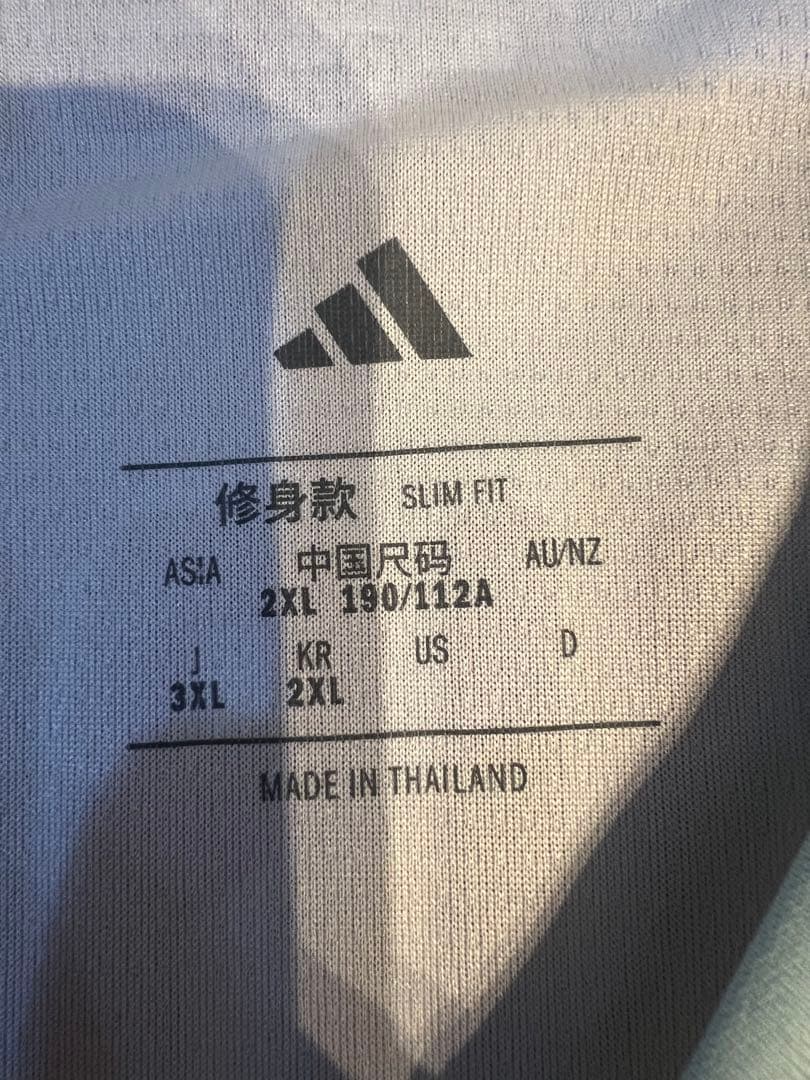 修身款 SLIM FIT
ASIA 中国尺码 AU/NZ
2XL 190/112A
J KR US D
3XL 2XL
MADE IN THAILAND